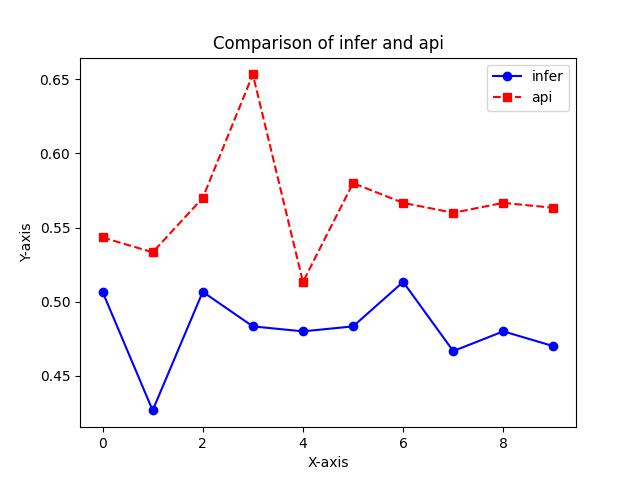 Comparison of infer and api
infer
api
0.65
0.60
0.55
0.50
0.45
Y-axis
0
2
4
6
8
X-axis